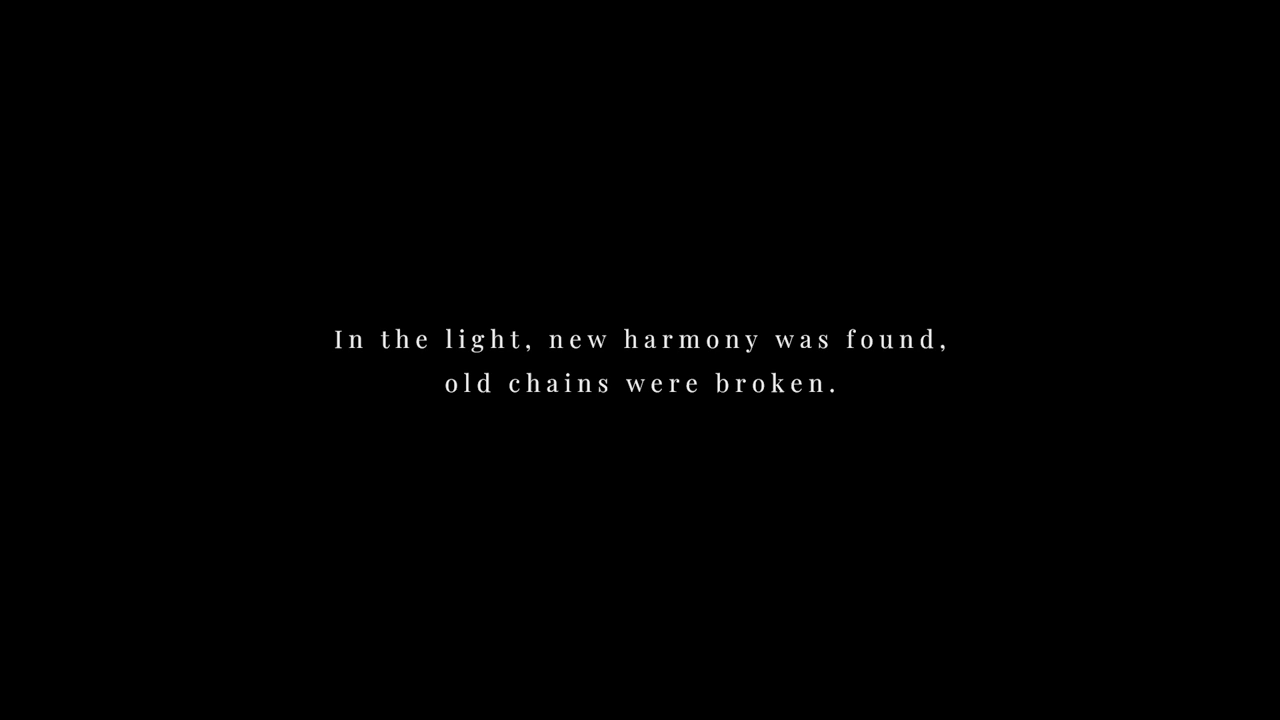 In the light, new harmony was found,
old chains were broken.